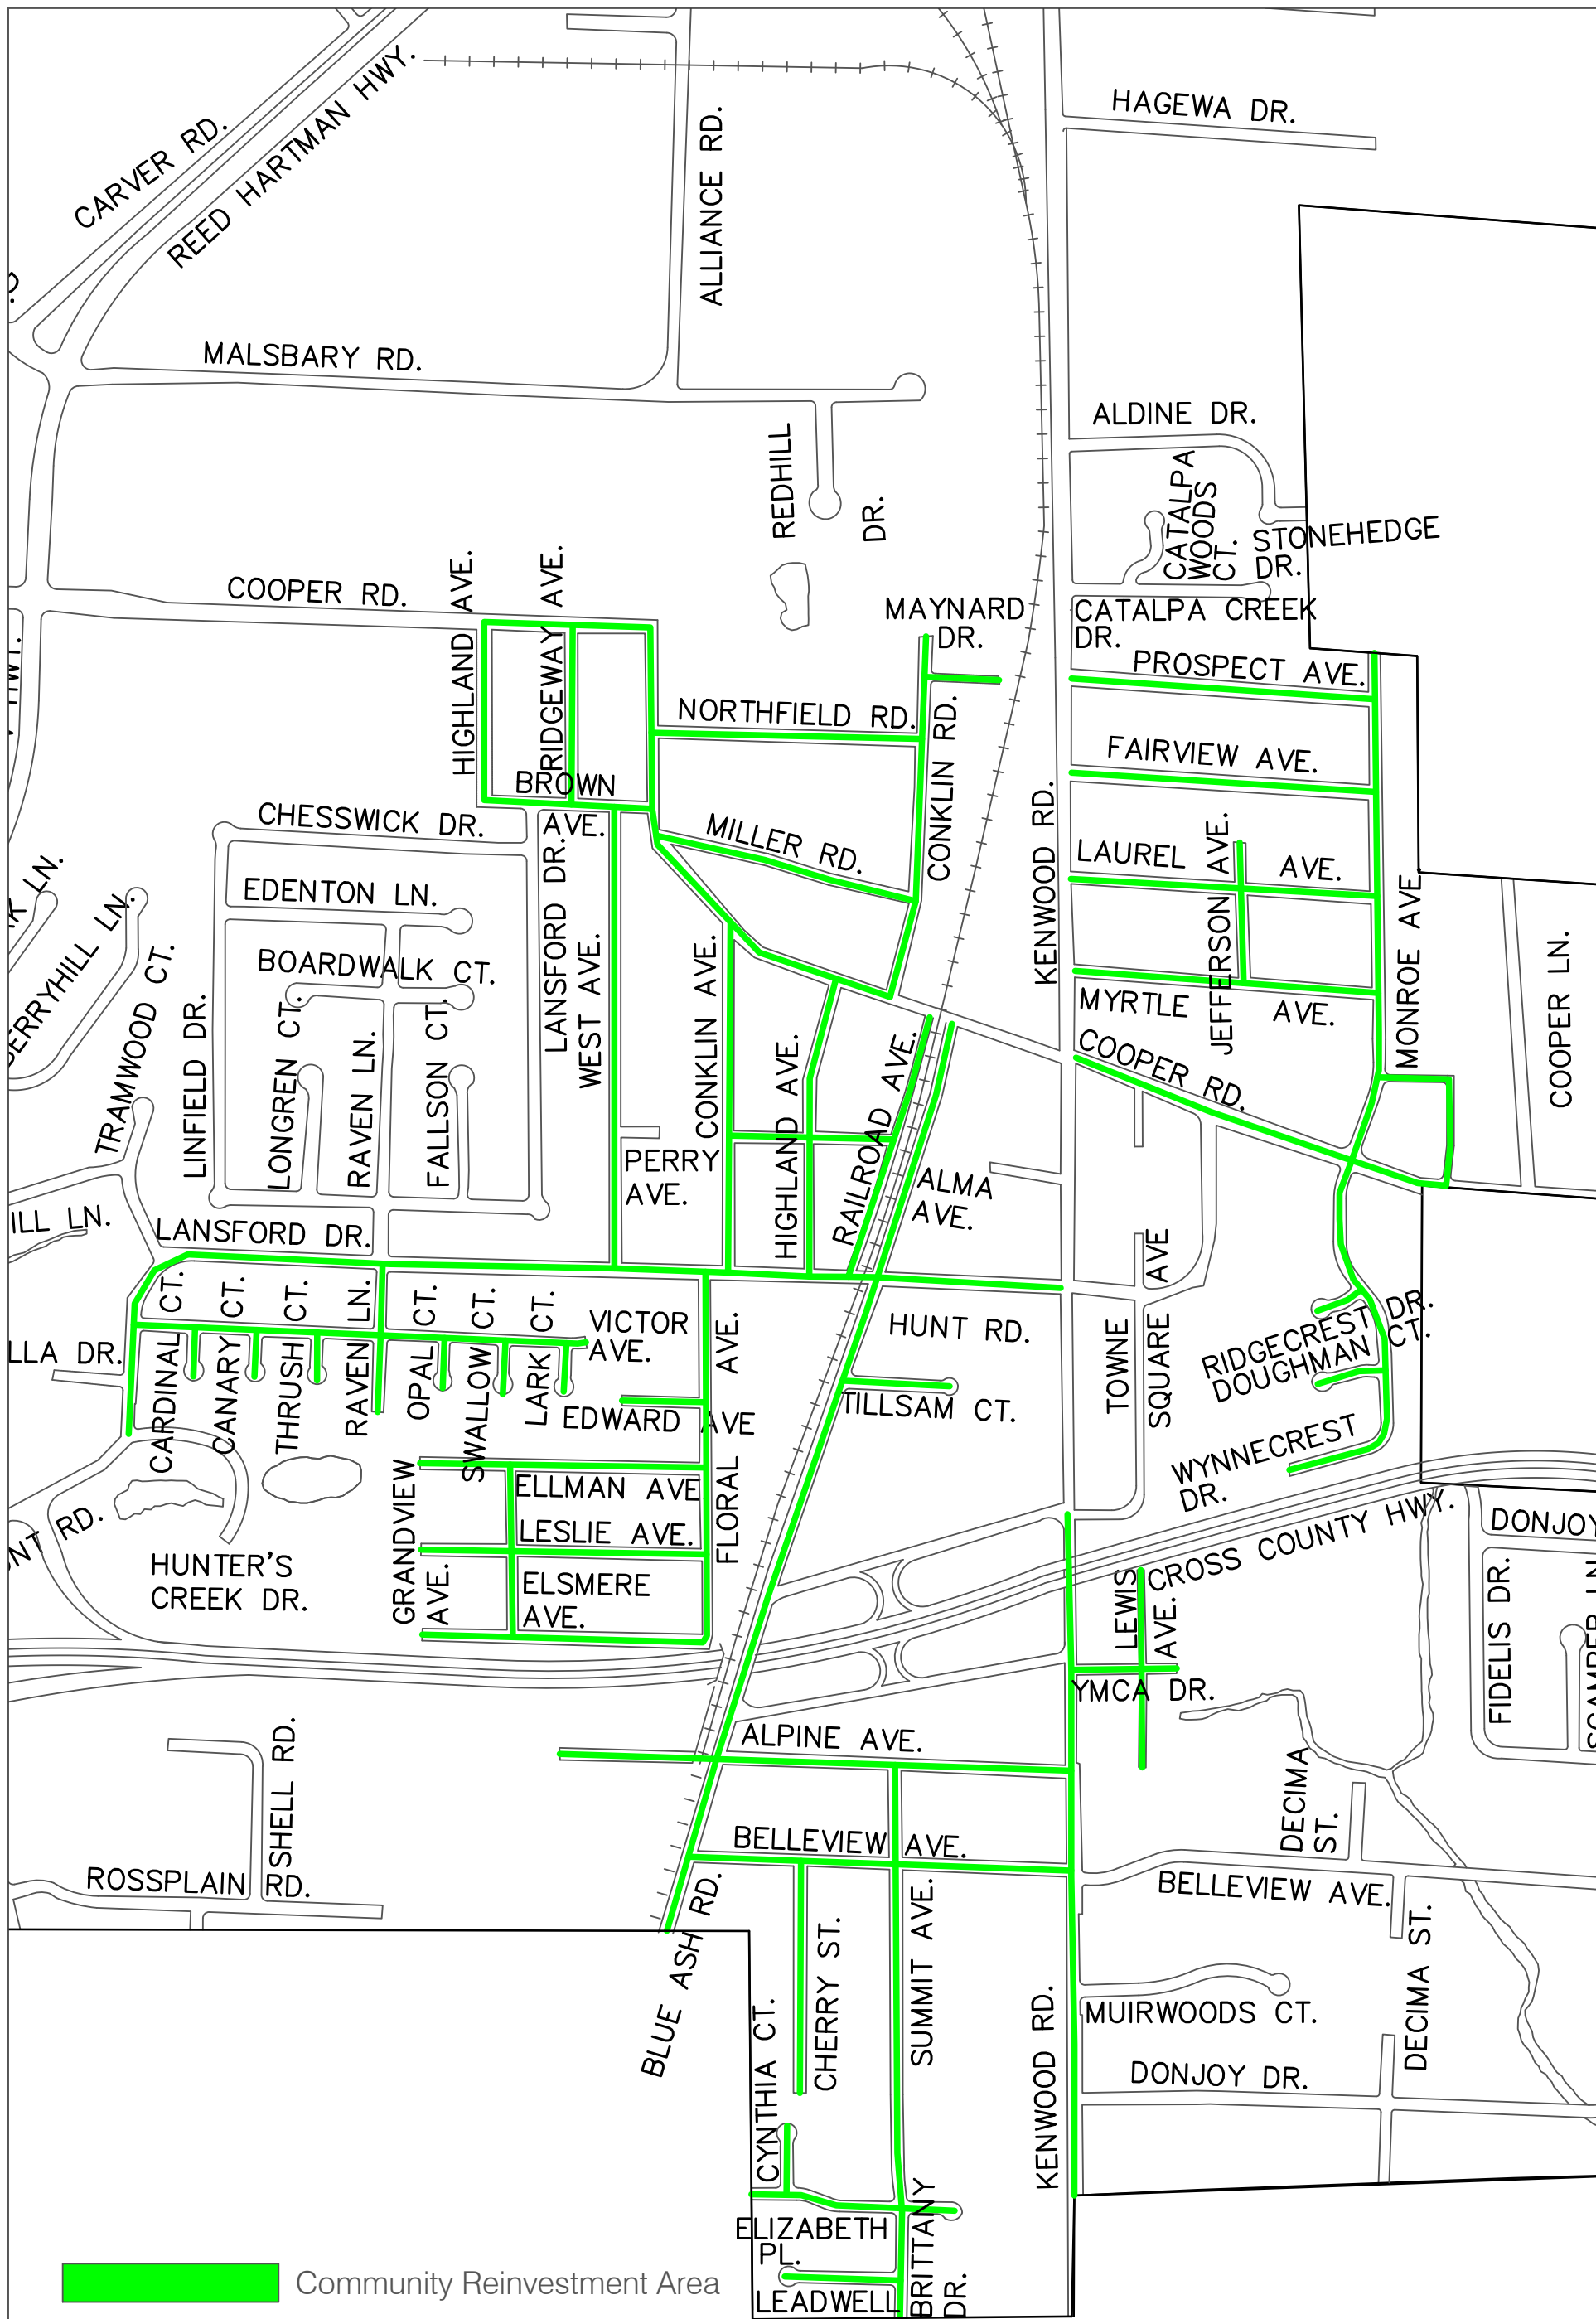 CARVER RD.
REED HARTMAN HWY.
ALLIANCE RD.
HAGEWA DR.
MALSBARY RD.
REDHILL
DR.
ALDINE DR.
CATALPA
WOODS
CT.
STONEHEDGE
DR.
CATALPA CREEK
DR.
COOPER RD.
HIGHLAND AVE.
RIDGEWAY AVE.
MAYNARD
DR.
PROSPECT AVE.
NORTHFIELD RD.
CONKLIN RD.
FAIRVIEW AVE.
BROWN
AVE.
CHESSWICK DR.
MILLER RD.
KENWOOD RD.
LAUREL AVE.
JEFFERSON AVE.
MONROE AVE.
EDENTON LN.
BERRYHILL LN.
BOARDWALK CT.
LANSFORD DR.
WEST AVE.
CONKLIN AVE.
MYRTLE AVE.
COOPER LN.
COOPER RD.
TRAMWOOD CT.
LINFIELD DR.
LONGREN CT.
RAVEN LN.
FALLSON CT.
PERRY
AVE.
HIGHLAND AVE.
RAILROAD AVE.
ALMA
AVE.
ILL LN.
LANSFORD DR.
TOWNE
SQUARE AVE
HUNT RD.
VICTOR
AVE.
LLA DR.
CARDINAL CT.
CANARY CT.
THRUSH CT.
RAVEN LN.
OPAL CT.
SWALLOW CT.
LARK CT.
RIDGECREST DR.
DOUGHMAN CT.
TILLSAM CT.
EDWARD AVE
FLORAL AVE.
WYNNECREST
DR.
ELLMAN AVE
LESLIE AVE.
GRANDVIEW
AVE.
ELSMERE
AVE.
NT RD.
HUNTER'S
CREEK DR.
CROSS COUNTY HWY.
DONJOY
FIDELIS DR.
LEWIS
AVE.
YMCA DR.
ALPINE AVE.
SHELL RD.
ROSSPLAIN RD.
BELLEVIEW AVE.
DECIMA
ST.
BELLEVIEW AVE.
BLUE ASH RD.
CHERRY ST.
SUMMIT AVE.
KENWOOD RD.
CYNTHIA CT.
MUIRWOODS CT.
DECIMA ST.
DONJOY DR.
ELIZABETH
PL.
BRITTANY
DR.
LEADWELL
Community Reinvestment Area